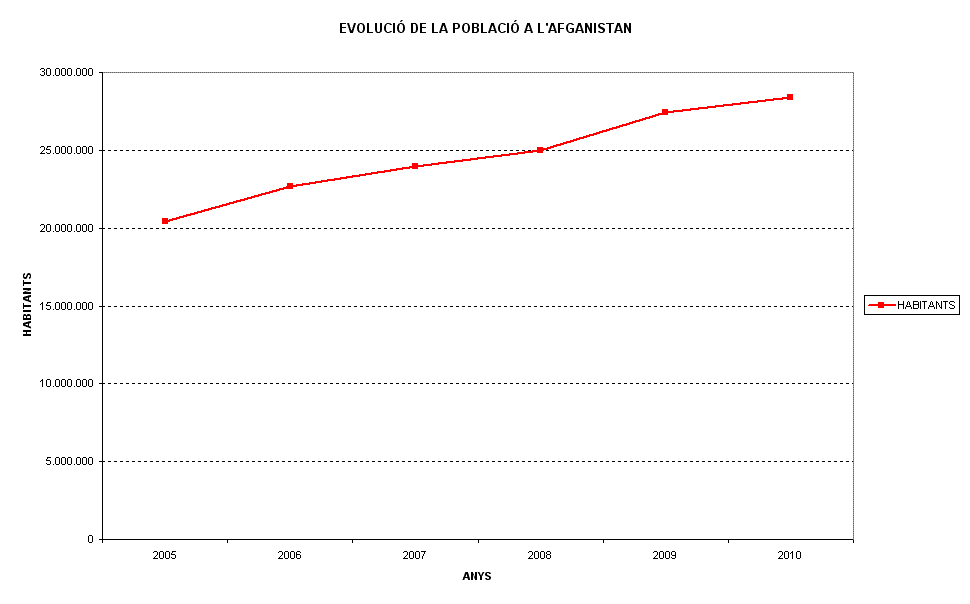 EVOLUCIÓ DE LA POBLACIÓ A L'AFGANISTAN
30.000.000
25.000.000
20.000.000
15.000.000
10.000.000
5.000.000
0
HABITANTS
HABITANTS
2005 2006 2007 2008 2009 2010
ANYS